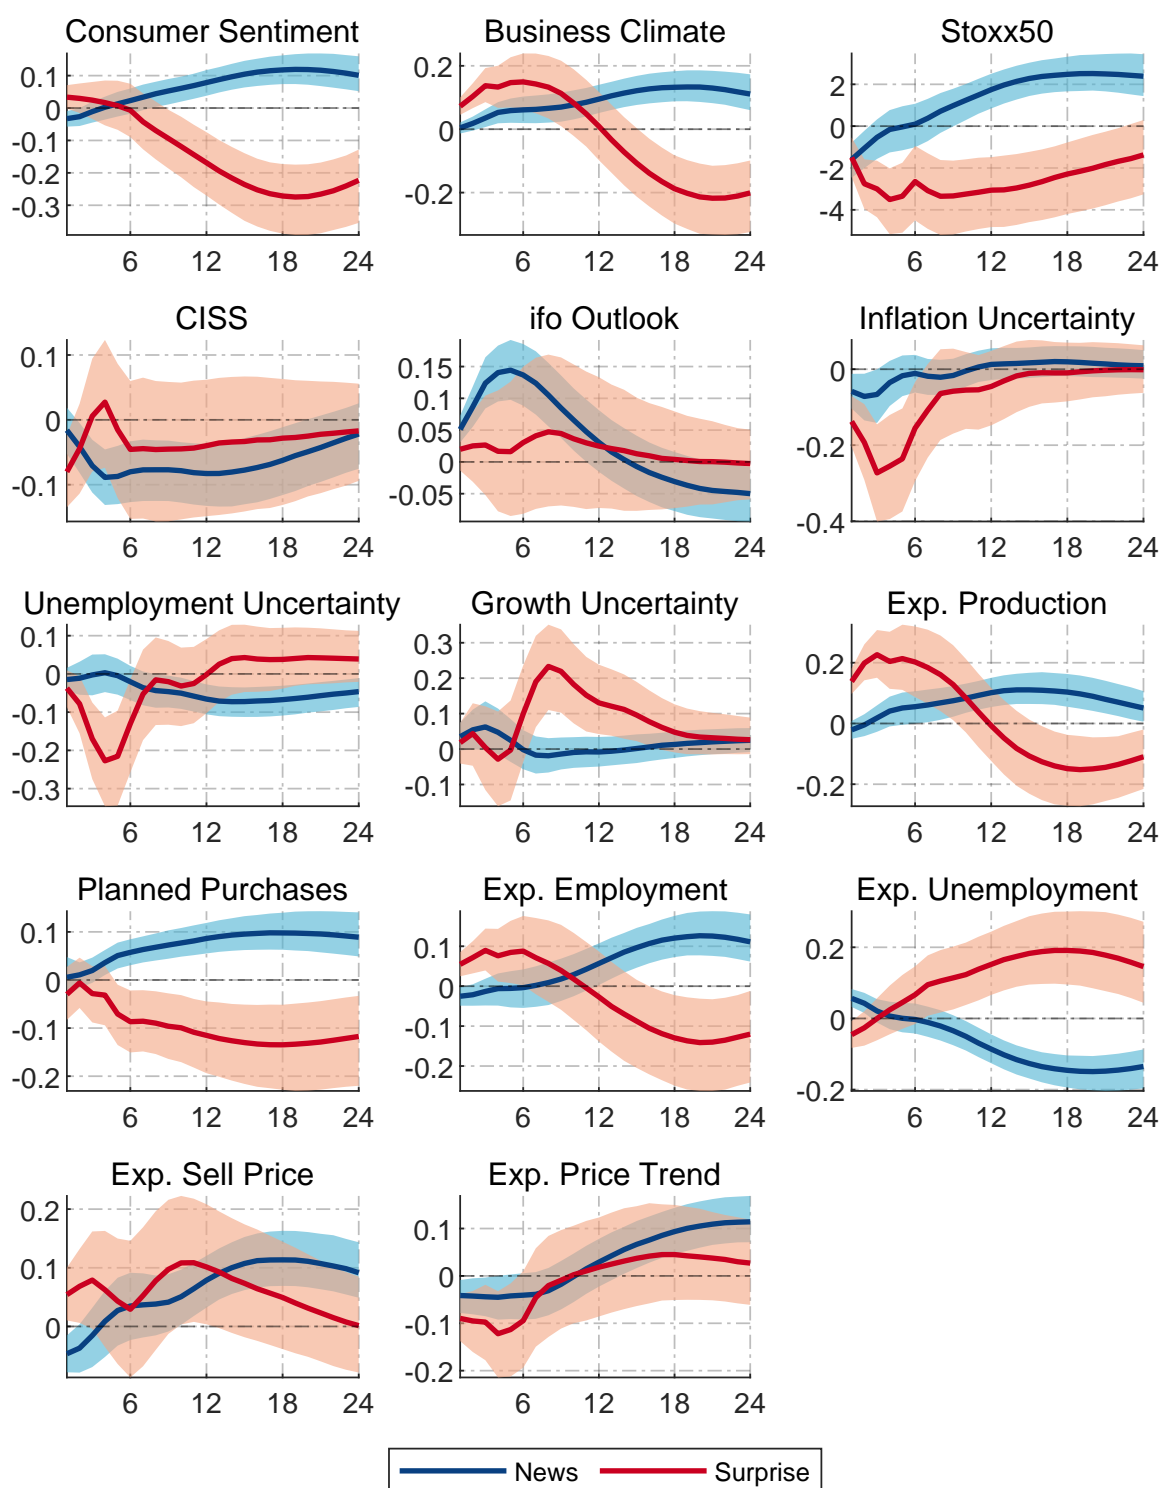 Consumer Sentiment
0.1
0
-0.1
-0.2
-0.3
6 12 18 24
Business Climate
0.2
0
-0.2
6 12 18 24
Stoxx50
2
0
-2
-4
6 12 18 24
CISS
0.1
0
-0.1
6 12 18 24
ifo Outlook
0.15
0.1
0.05
0
-0.05
6 12 18 24
Inflation Uncertainty
0
-0.2
-0.4
6 12 18 24
Unemployment Uncertainty
0.1
0
-0.1
-0.2
-0.3
6 12 18 24
Growth Uncertainty
0.3
0.2
0.1
0
-0.1
6 12 18 24
Exp. Production
0.2
0
-0.2
6 12 18 24
Planned Purchases
0.1
0
-0.1
-0.2
6 12 18 24
Exp. Employment
0.1
0
-0.1
-0.2
6 12 18 24
Exp. Unemployment
0.2
0
-0.2
6 12 18 24
Exp. Sell Price
0.2
0.1
0
6 12 18 24
Exp. Price Trend
0.1
0
-0.1
-0.2
6 12 18 24
News Surprise